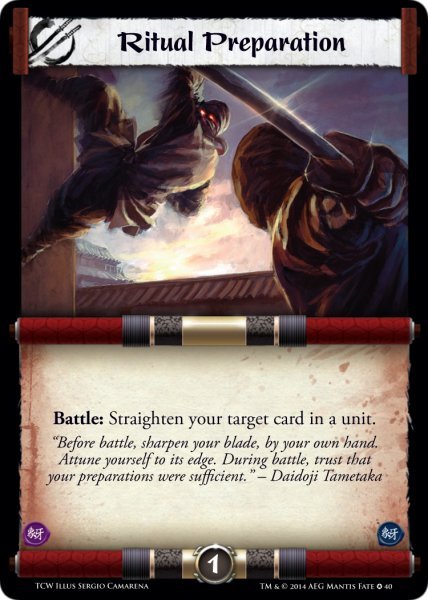 Ritual Preparation
Battle: Straighten your target card in a unit.
“Before battle, sharpen your blade, by your own hand.
Attune yourself to its edge. During battle, trust that
your preparations were sufficient.” – Daidoji Tametaka
1
TCW Illus Sergio Camarena
TM & © 2014 AEG Mantis Fate ✪ 40